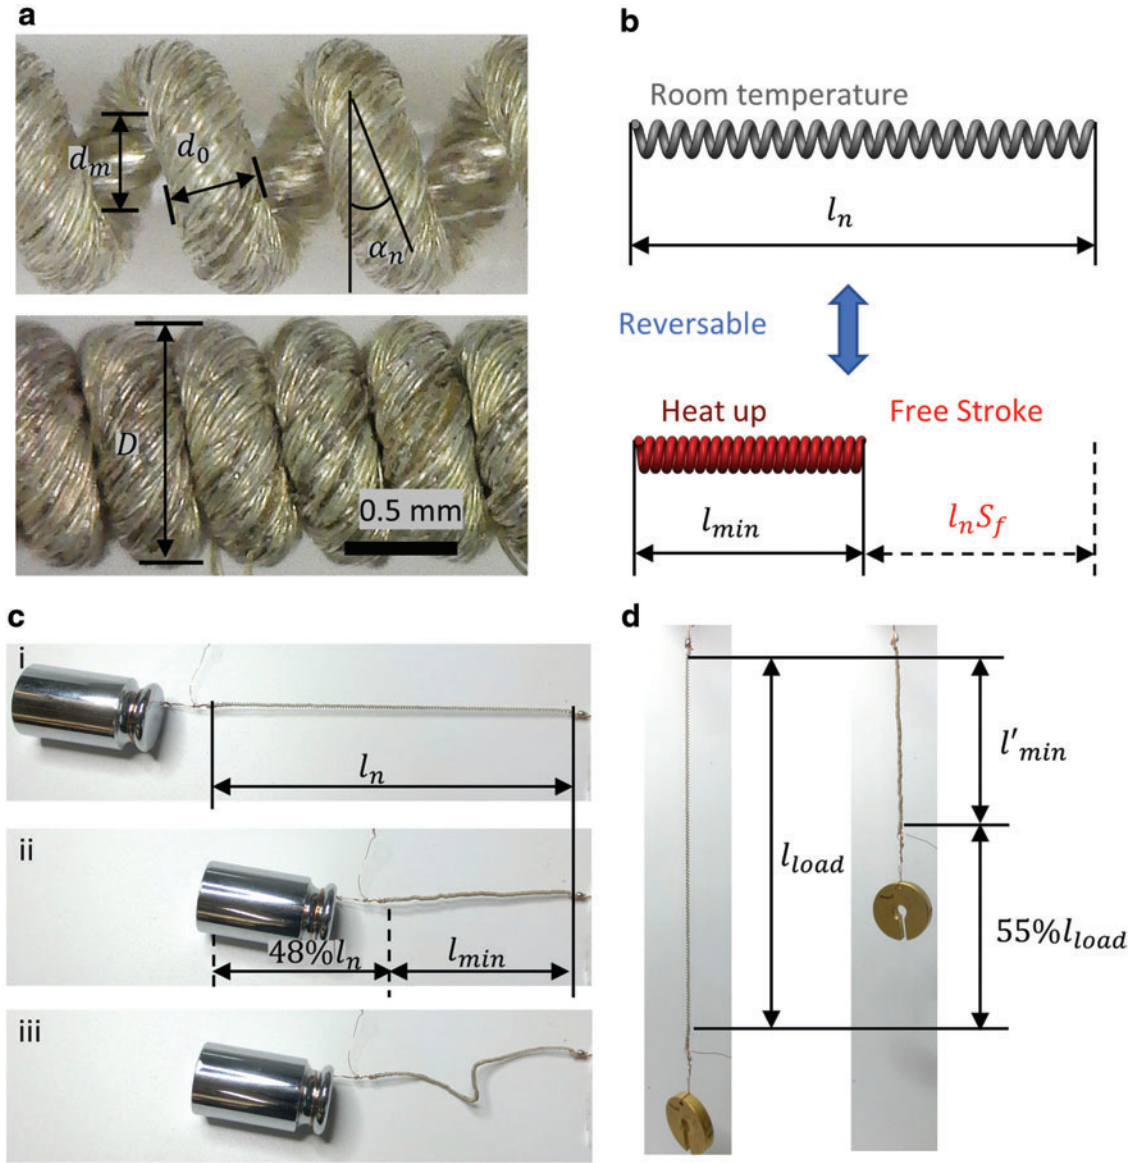 a
d_m
d_0
α_n
D
0.5 mm
b
Room temperature
l_n
Reversable
Heat up
Free Stroke
l_min
l_nS_f
c
i
l_n
ii
48%l_n
l_min
iii
d
l_load
l'_min
55%l_load